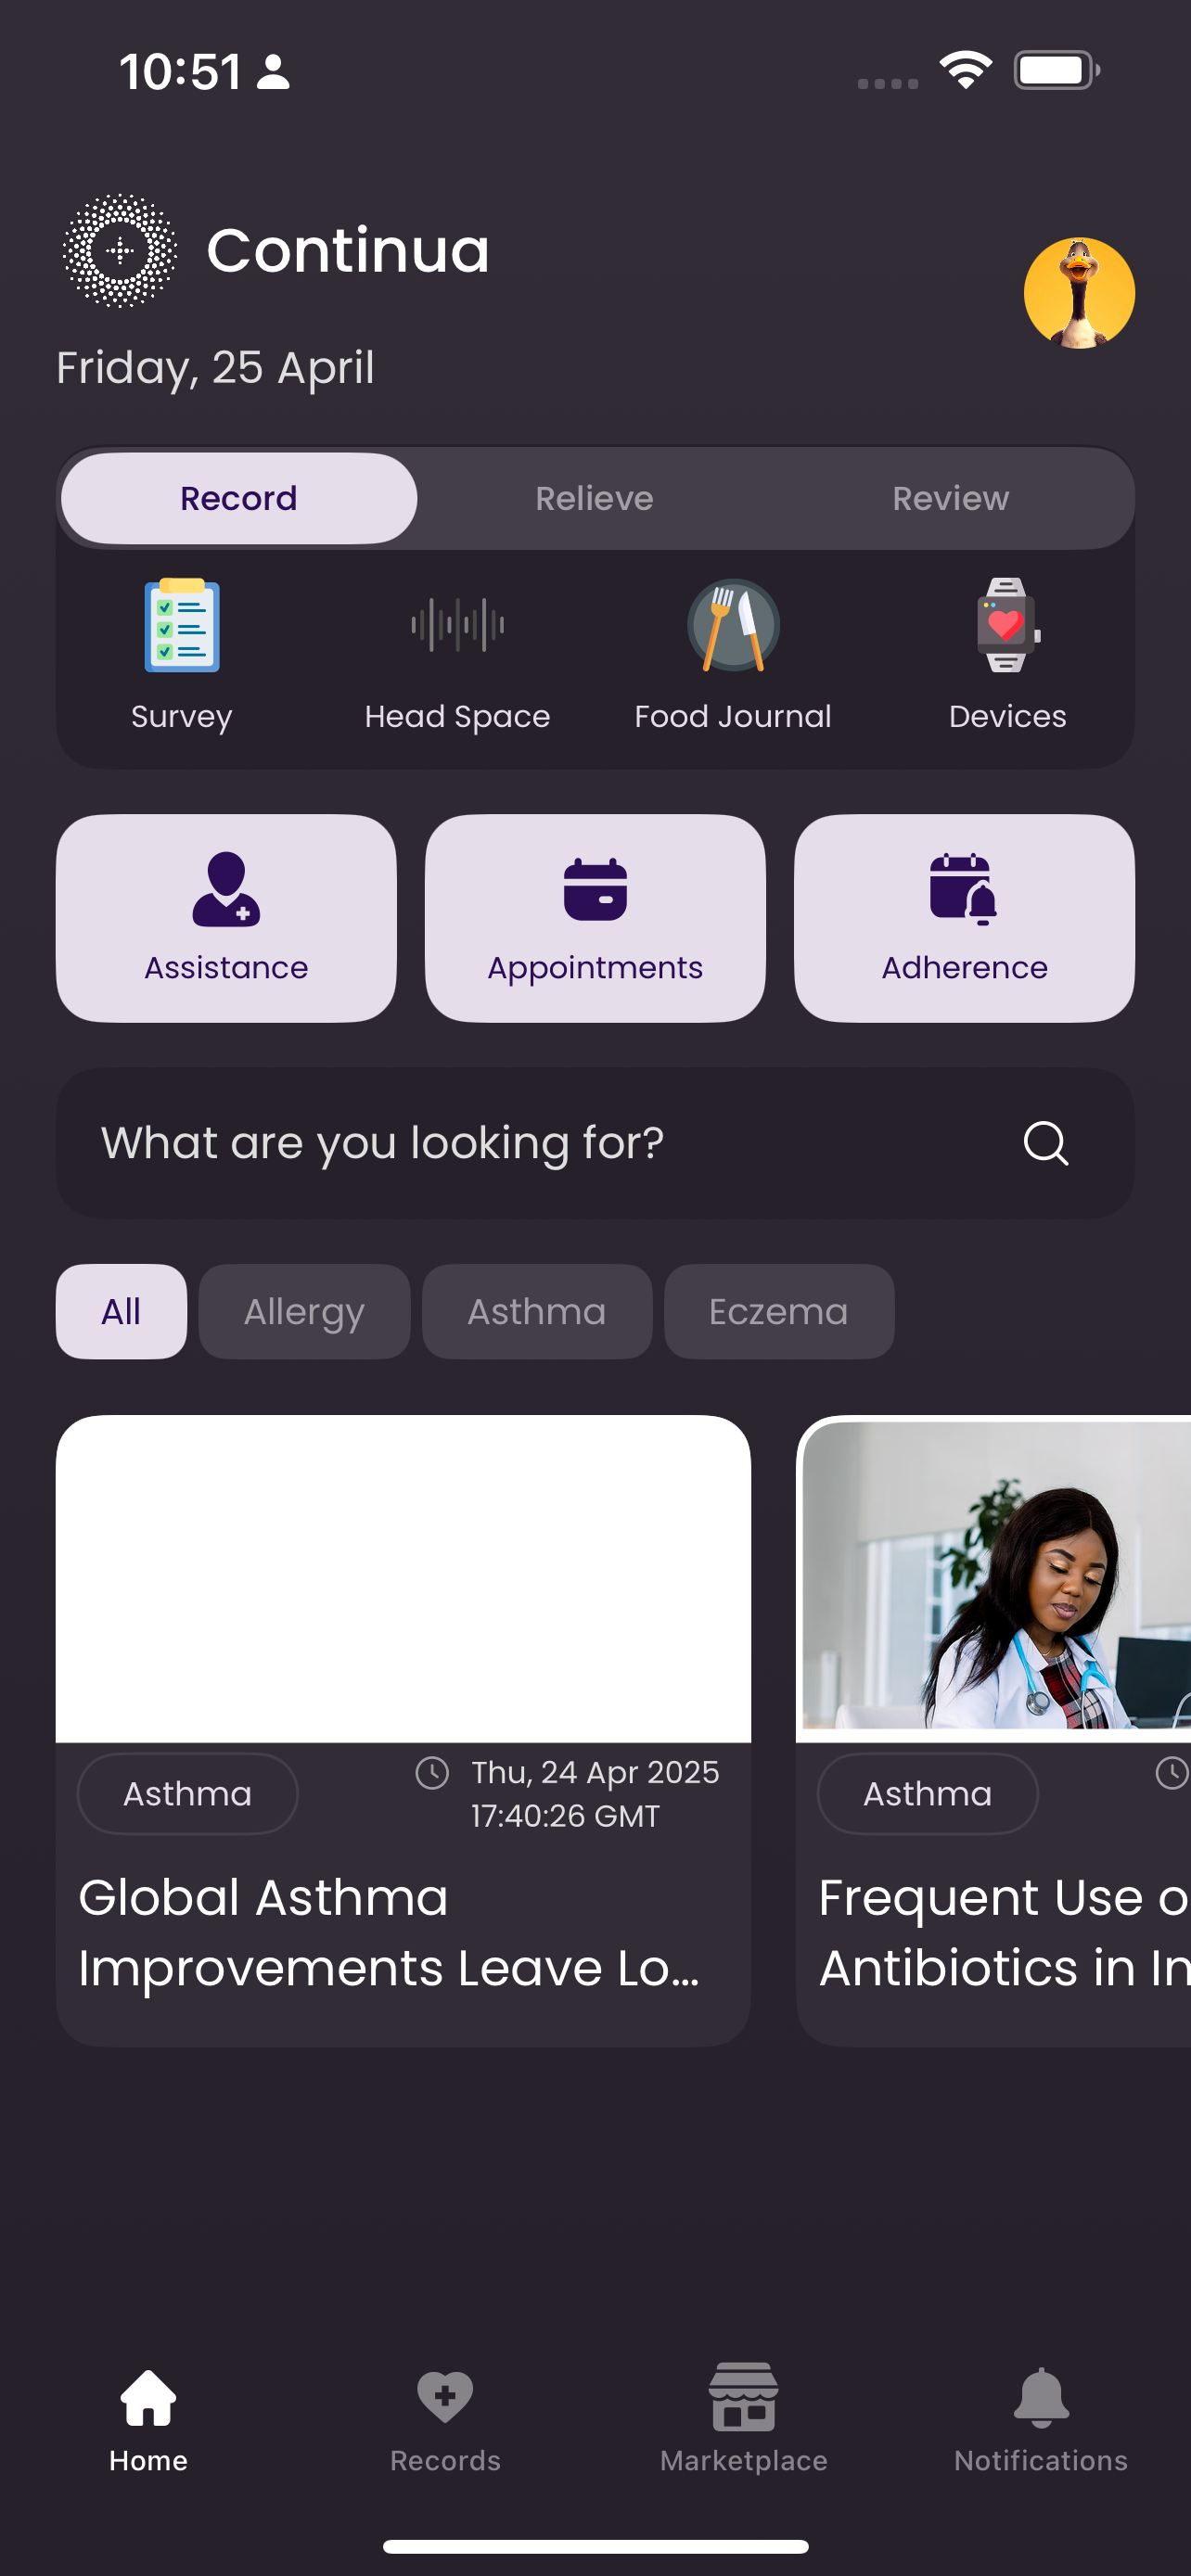 10:51
Continua
Friday, 25 April
Record Relieve Review
Survey Head Space Food Journal Devices
Assistance Appointments Adherence
What are you looking for?
All Allergy Asthma Eczema
Asthma
Thu, 24 Apr 2025
17:40:26 GMT
Global Asthma
Improvements Leave Lo...
Asthma
Frequent Use o
Antibiotics in In
Home Records Marketplace Notifications